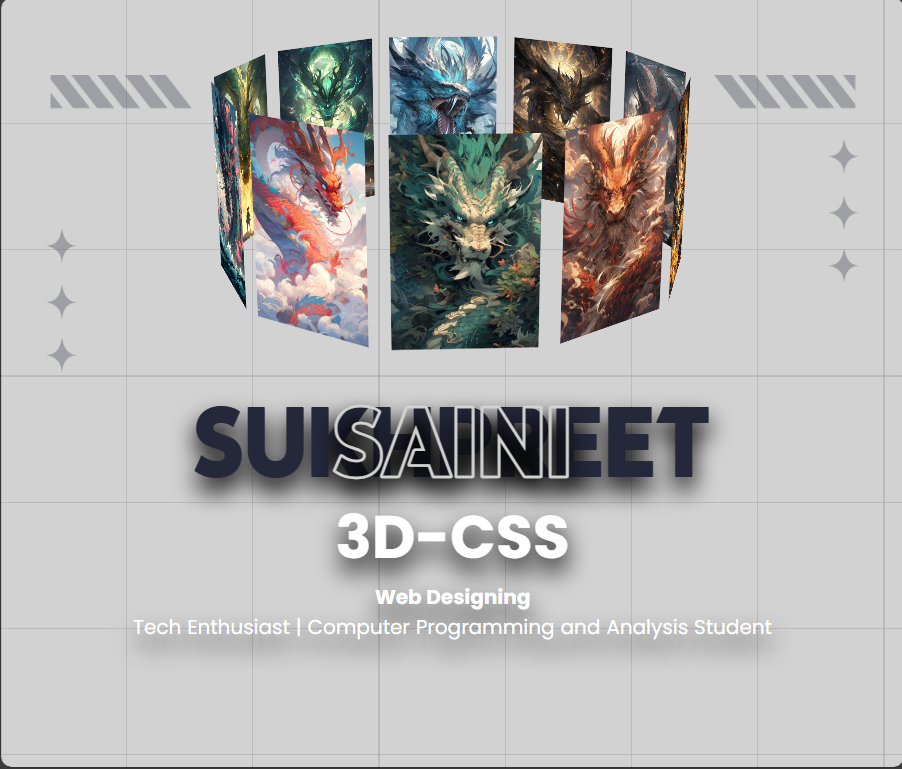 SAINI
3D-CSS
Web Designing
Tech Enthusiast | Computer Programming and Analysis Student